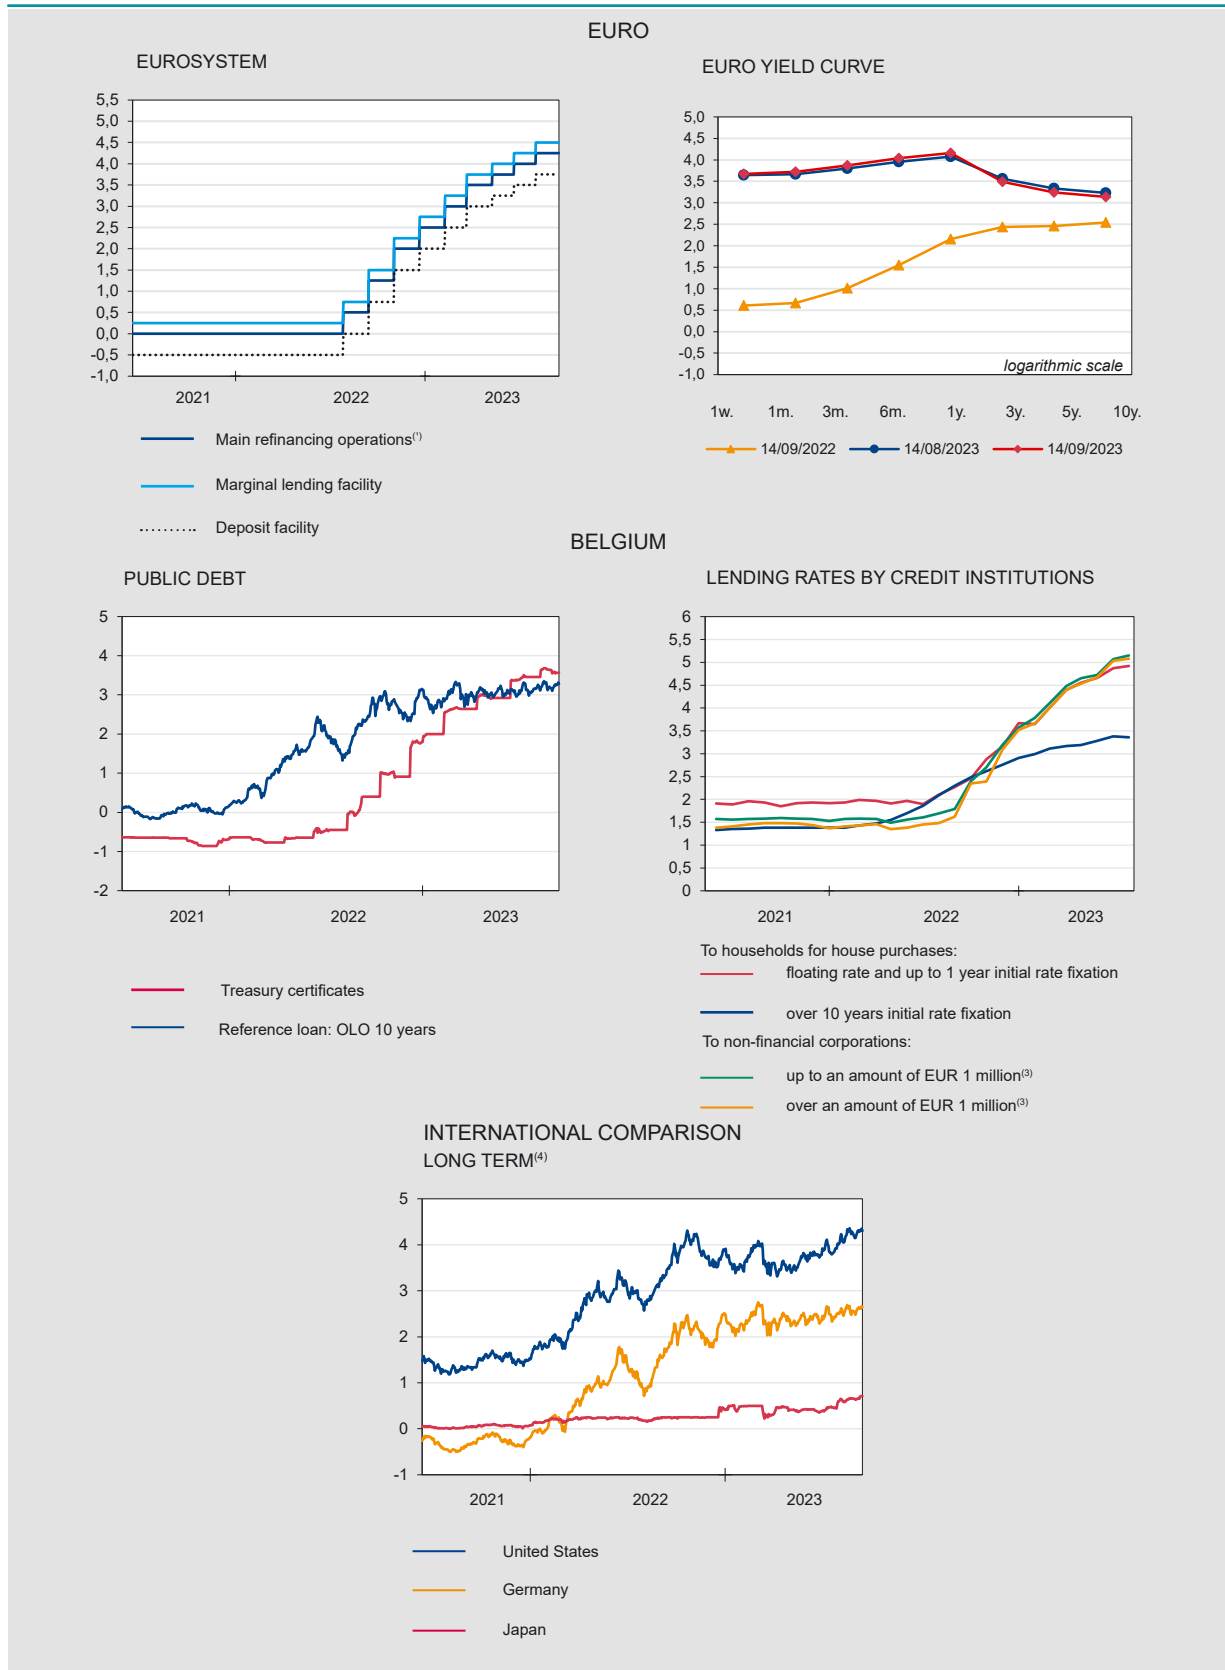 EURO
EUROSYSTEM
5,5
5,0
4,5
4,0
3,5
3,0
2,5
2,0
1,5
1,0
0,5
0,0
-0,5
-1,0
2021 2022 2023
Main refinancing operations(¹)
Marginal lending facility
Deposit facility
EURO YIELD CURVE
5,0
4,5
4,0
3,5
3,0
2,5
2,0
1,5
1,0
0,5
0,0
-0,5
-1,0
logarithmic scale
1w. 1m. 3m. 6m. 1y. 3y. 5y. 10y.
14/09/2022 14/08/2023 14/09/2023
BELGIUM
PUBLIC DEBT
5
4
3
2
1
0
-1
-2
2021 2022 2023
Treasury certificates
Reference loan: OLO 10 years
LENDING RATES BY CREDIT INSTITUTIONS
6
5,5
5
4,5
4
3,5
3
2,5
2
1,5
1
0,5
0
2021 2022 2023
To households for house purchases:
floating rate and up to 1 year initial rate fixation
over 10 years initial rate fixation
To non-financial corporations:
up to an amount of EUR 1 million(3)
over an amount of EUR 1 million(3)
INTERNATIONAL COMPARISON
LONG TERM(4)
5
4
3
2
1
0
-1
2021 2022 2023
United States
Germany
Japan